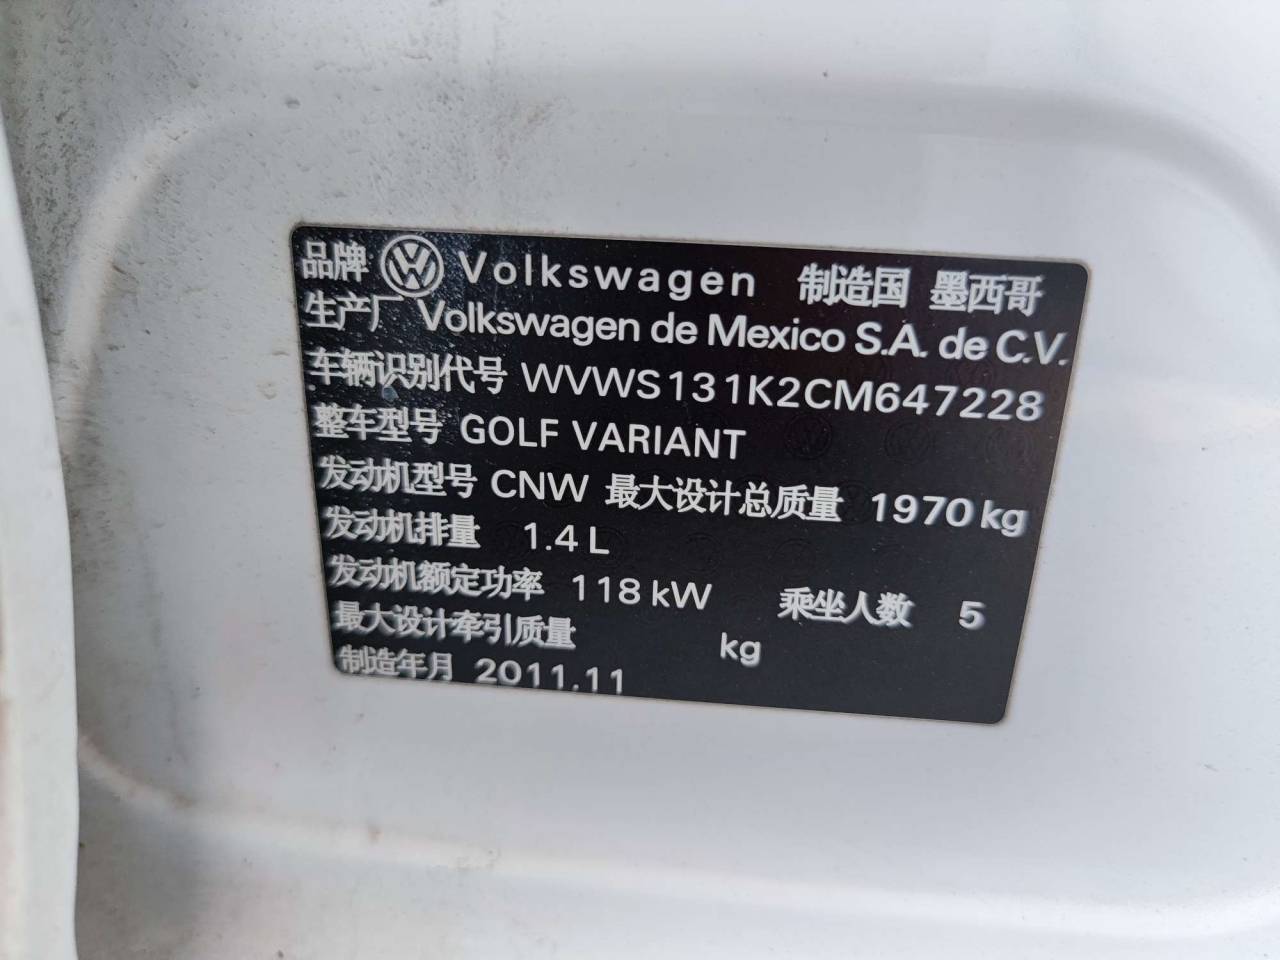 品牌 Volkswagen 制造国 墨西哥
生产厂 Volkswagen de Mexico S.A. de C.V.
车辆识别代号 WVWS131K2CM647228
整车型号 GOLF VARIANT
发动机型号 CNW 最大设计总质量 1970 kg
发动机排量 1.4 L
发动机额定功率 118 kW 乘坐人数 5
最大设计牵引质量 kg
制造年月 2011.11